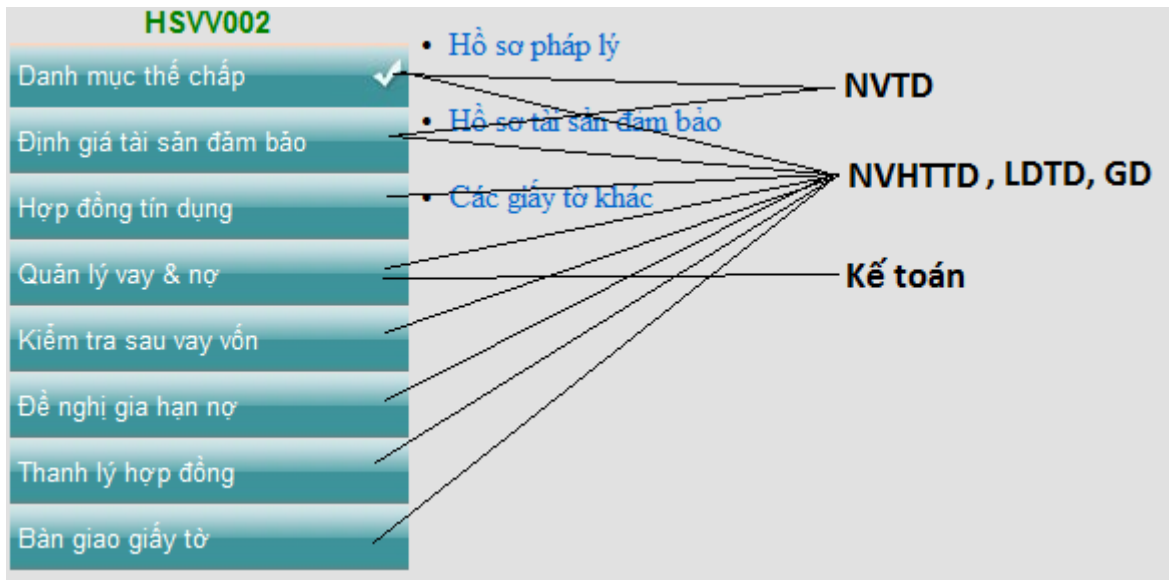 HSVV002
Danh mục thế chấp
Định giá tài sản đảm bảo
Hợp đồng tín dụng
Quản lý vay & nợ
Kiểm tra sau vay vốn
Đề nghị gia hạn nợ
Thanh lý hợp đồng
Bàn giao giấy tờ
• Hồ sơ pháp lý
• Hồ sơ tài sản đảm bảo
• Các giấy tờ khác
NVTD
NVHTTD , LDTD, GD
Kế toán